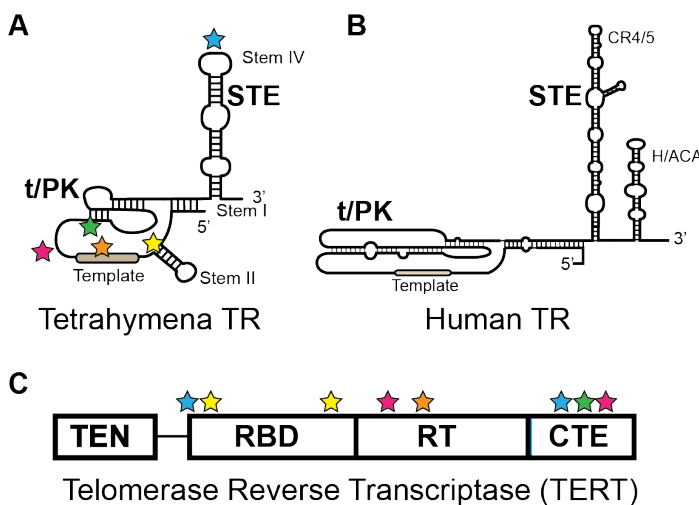 A
B
Stem IV
CR4/5
STE
STE
H/ACA
t/PK
3’
Stem I
5’
t/PK
3’
5’
Template
Stem II
Template
Tetrahymena TR
Human TR
C
TEN RBD RT CTE
Telomerase Reverse Transcriptase (TERT)